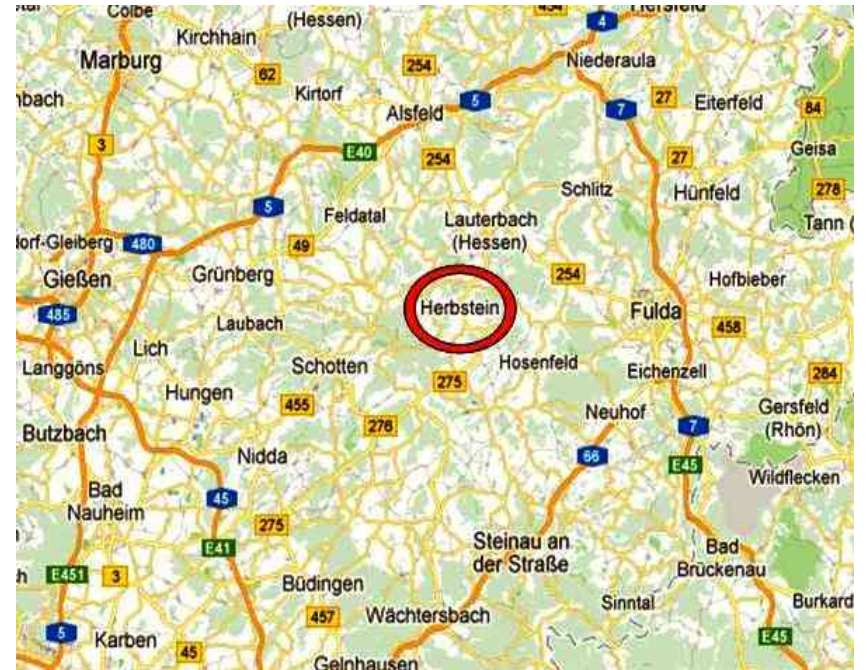 Cölbe
(Hessen)
4
Kirchhain
Marburg
62
254
Niederaula
nbach
Kirtorf
5
Alsfeld
7
27
Eiterfeld
84
3
E40
254
27
Geisa
Schlitz
Hünfeld
278
5
Feldatal
Lauterbach
(Hessen)
Tann (
dorf-Gleiberg
480
49
Gießen
Grünberg
254
Hofbieber
485
Laubach
Herbstein
Fulda
458
Lich
Langgöns
Schotten
Hosenfeld
Eichenzell
284
275
Hungen
455
276
Neuhof
Gersfeld
(Rhön)
7
Butzbach
Nidda
66
E45
Wildflecken
Bad
Nauheim
45
275
E41
Steinau an
der Straße
Bad
Brückenau
E451
3
Büdingen
Sinntal
Burkard
457
Wächtersbach
5
Karben
45
E45
Gelnhausen